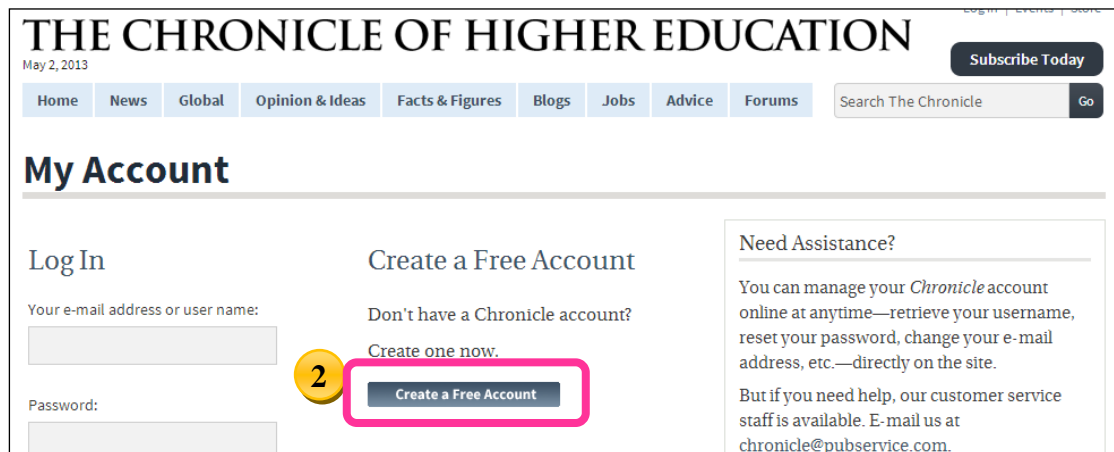 Log In | Events | Store
THE CHRONICLE OF HIGHER EDUCATION
May 2, 2013
Subscribe Today
Home News Global Opinion & Ideas Facts & Figures Blogs Jobs Advice Forums
Search The Chronicle Go
My Account
Log In
Your e-mail address or user name:
Password:
Create a Free Account
Don't have a Chronicle account?
Create one now.
2
Create a Free Account
Need Assistance?
You can manage your Chronicle account
online at anytime—retrieve your username,
reset your password, change your e-mail
address, etc.—directly on the site.
But if you need help, our customer service
staff is available. E-mail us at
chronicle@pubservice.com.